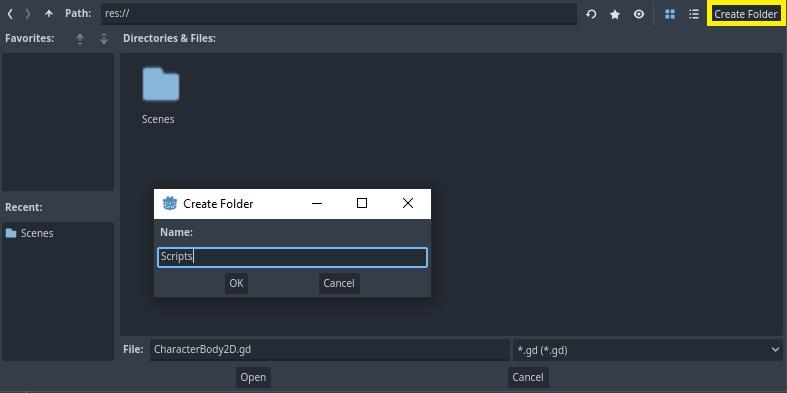 Path: res:// Create Folder
Favorites: Directories & Files:
Scenes
Recent:
Scenes
Create Folder
Name:
Scripts
OK Cancel
File: CharacterBody2D.gd *.gd (*.gd)
Open Cancel